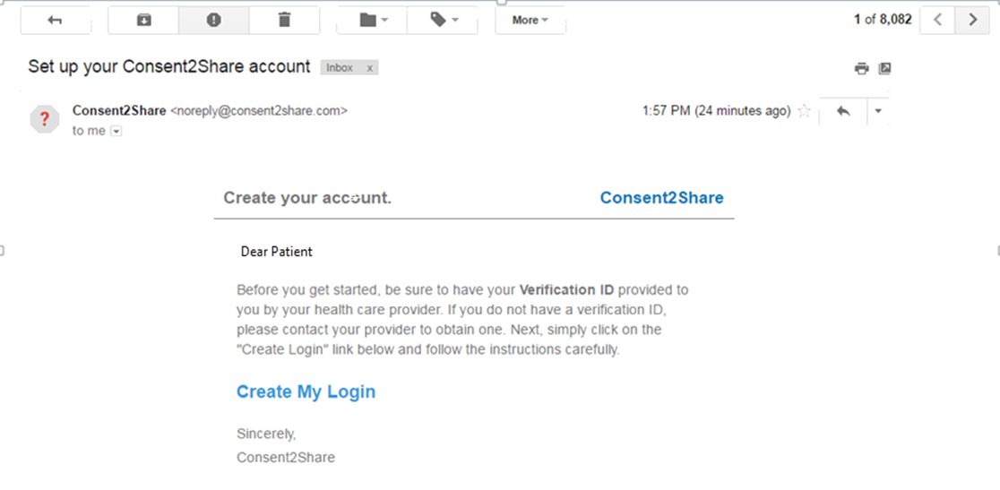 More
1 of 8,082
Set up your Consent2Share account Inbox x
? Consent2Share <noreply@consent2share.com> 1:57 PM (24 minutes ago)
to me
Create your account. Consent2Share
Dear Patient
Before you get started, be sure to have your Verification ID provided to
you by your health care provider. If you do not have a verification ID,
please contact your provider to obtain one. Next, simply click on the
"Create Login" link below and follow the instructions carefully.
Create My Login
Sincerely,
Consent2Share